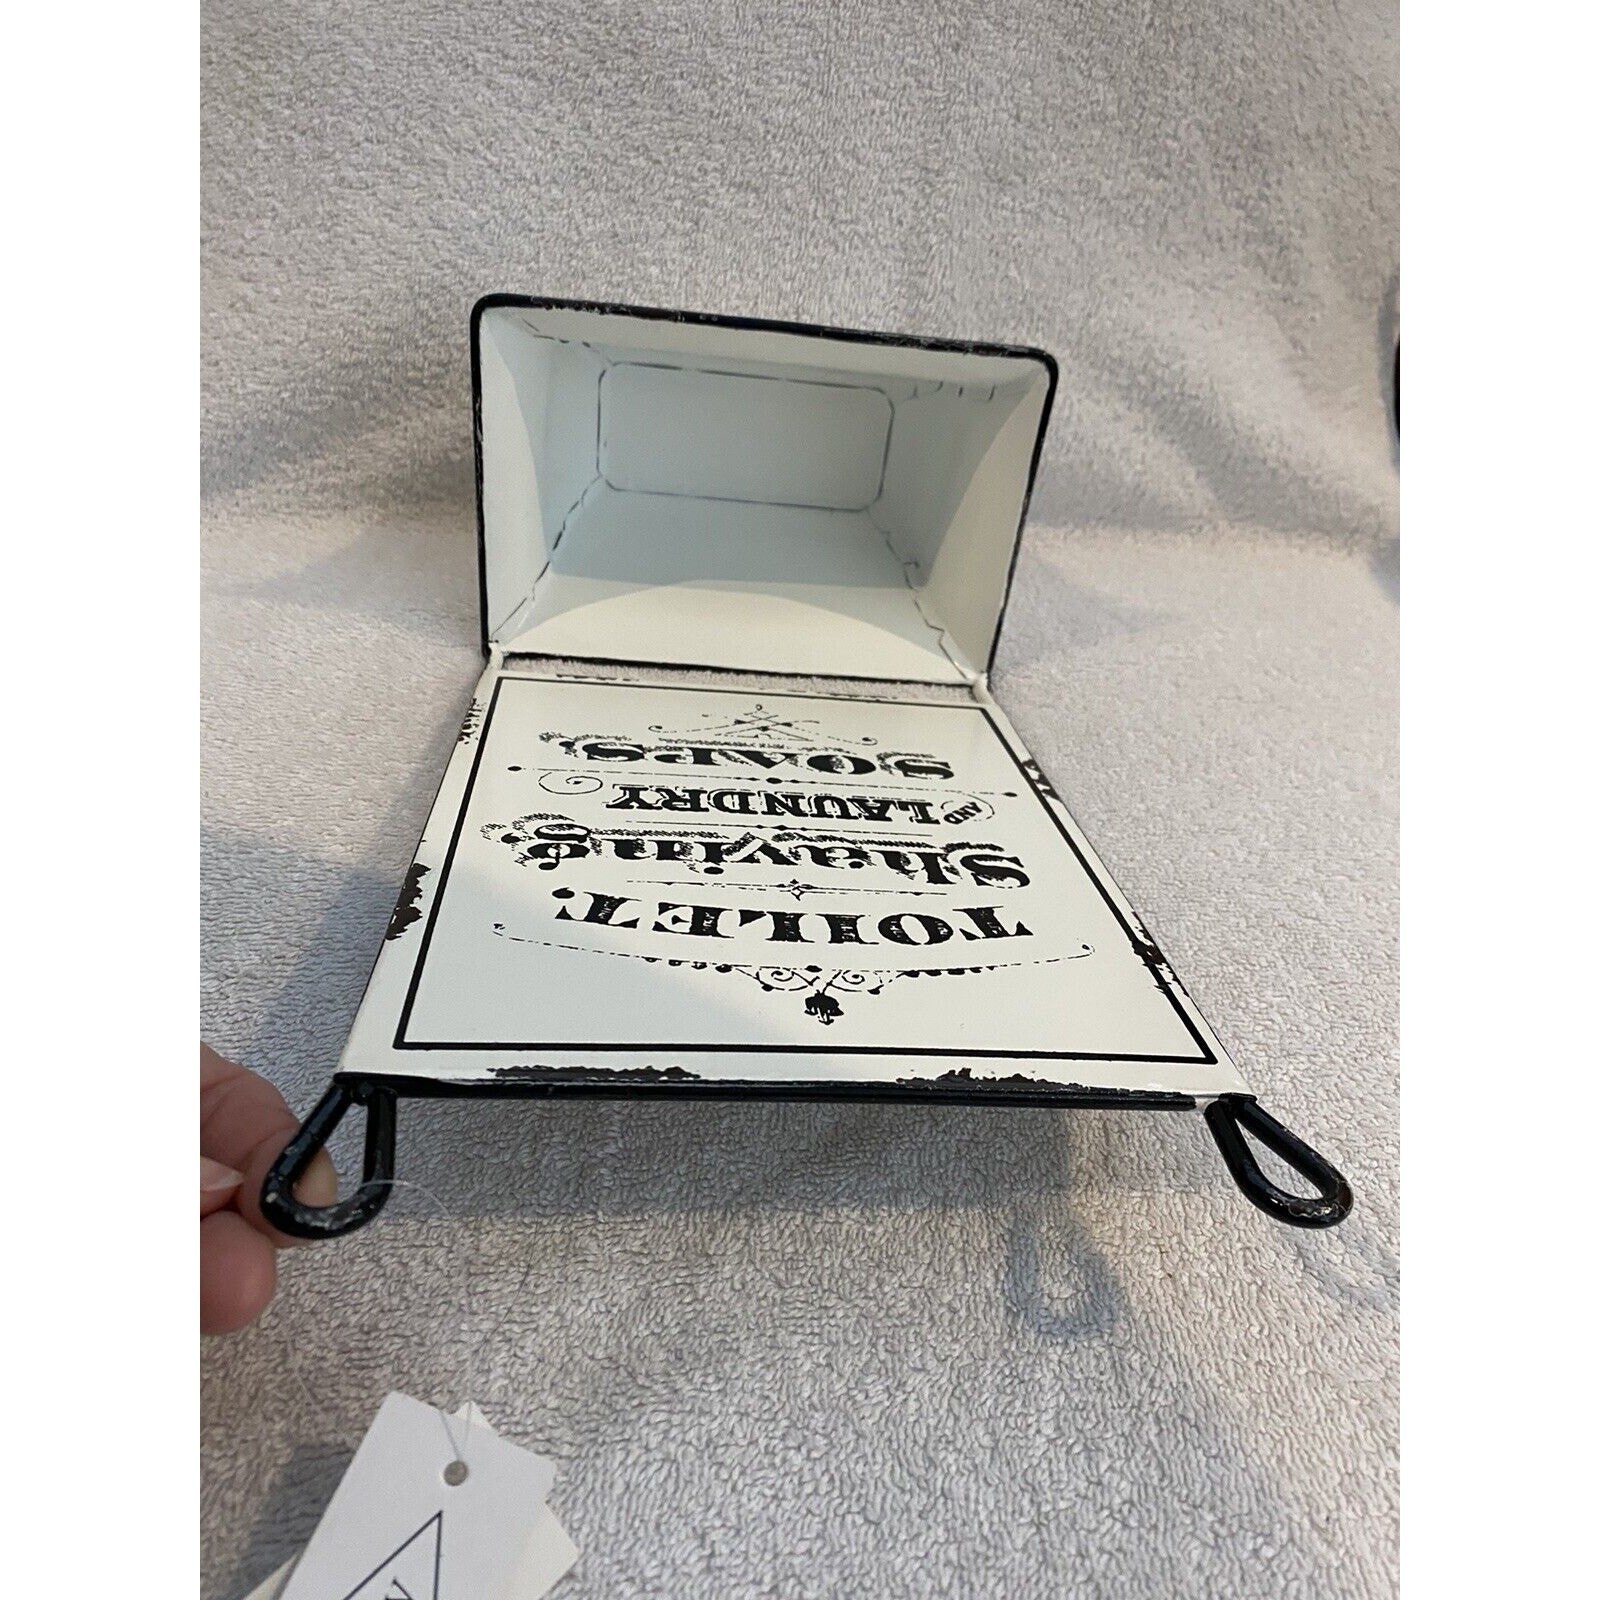 TOILET,
Shaving
AND LAUNDRY
SOAPS.